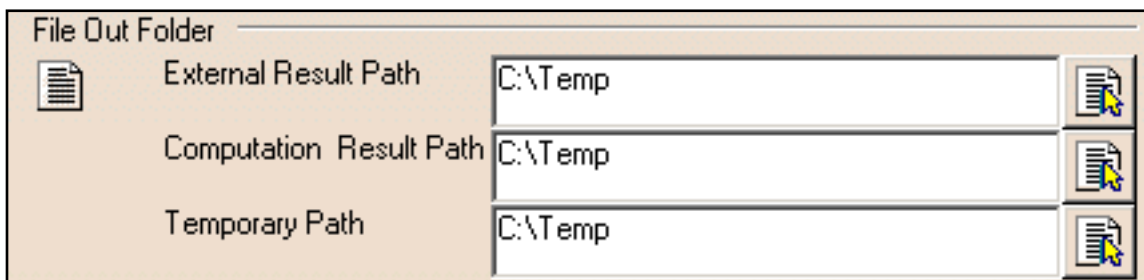 File Out Folder
External Result Path C:\Temp
Computation  Result Path C:\Temp
Temporary Path C:\Temp